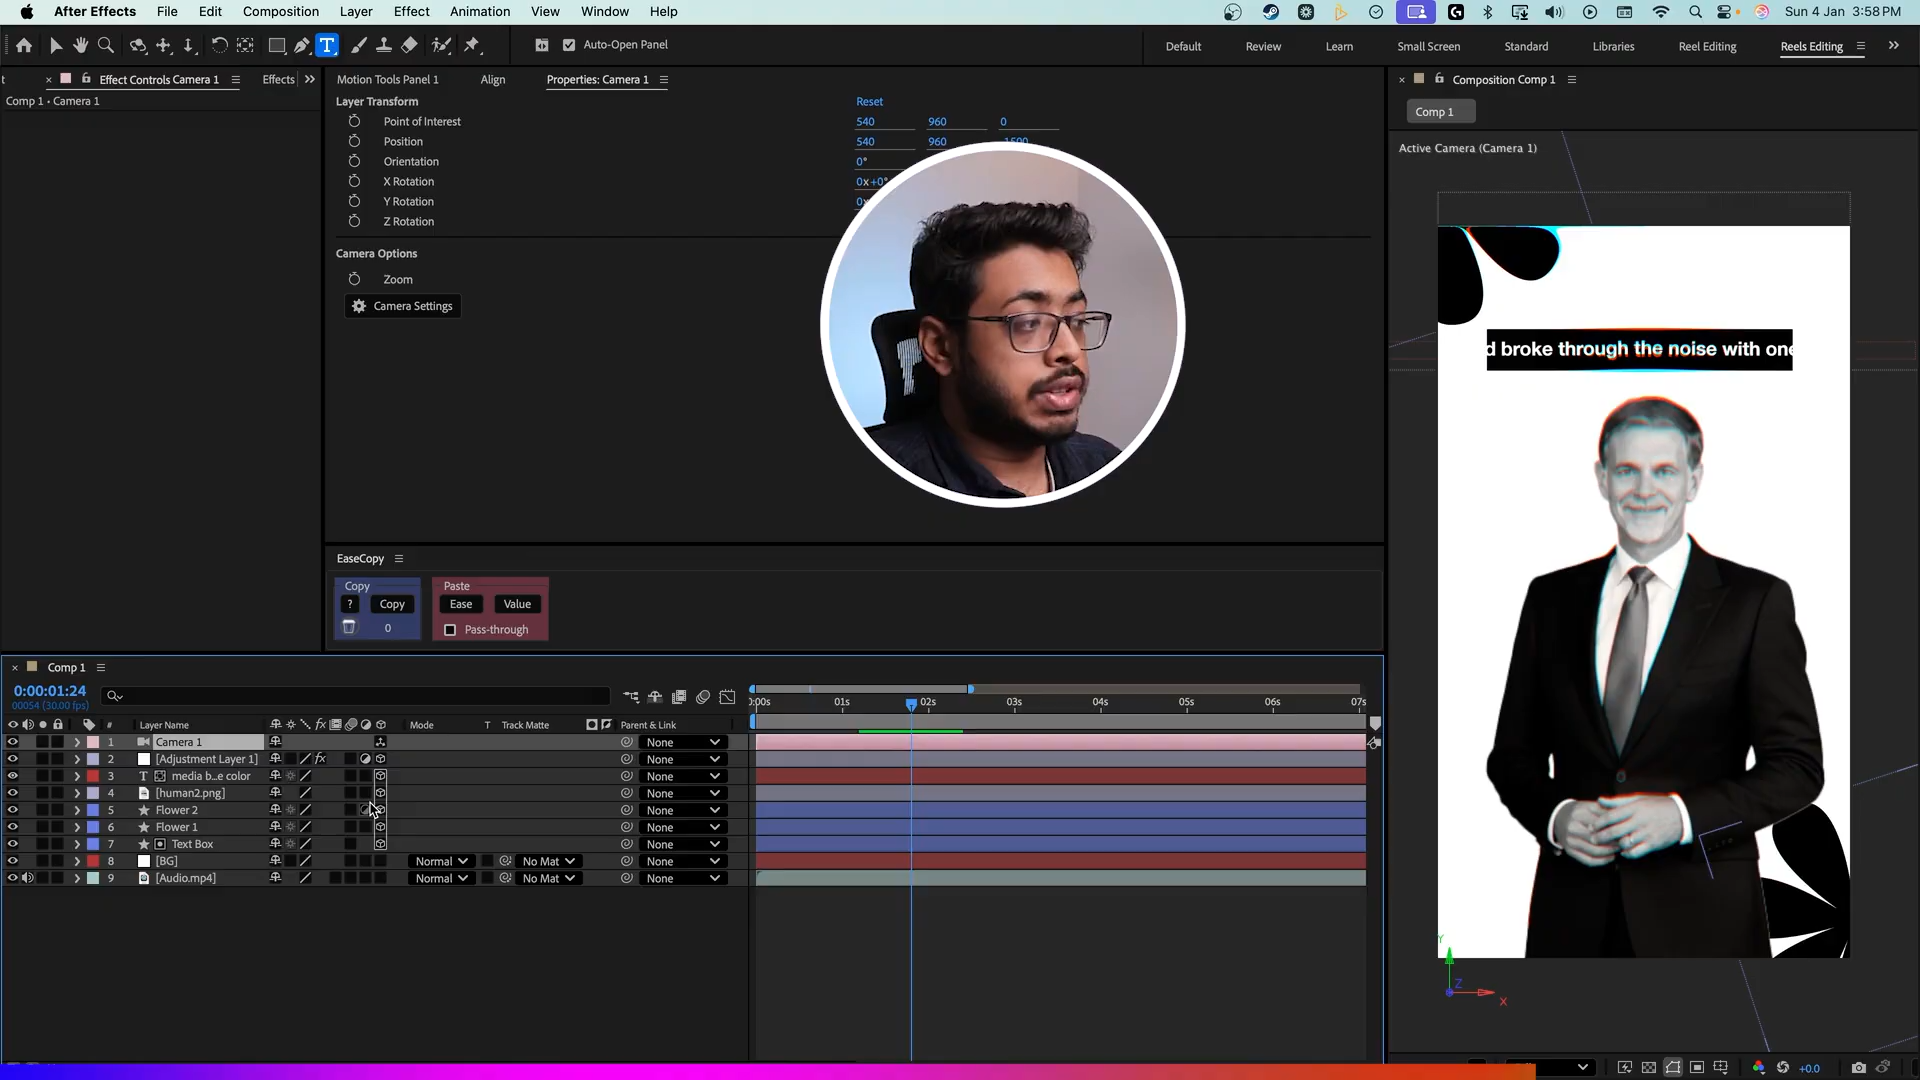 After Effects File Edit Composition Layer Effect Animation View Window Help Sun 4 Jan 3:58 PM
Auto-Open Panel Default Review Learn Small Screen Standard Libraries Reel Editing Reels Editing
Effect Controls Camera 1 Effects
Comp 1 • Camera 1
Motion Tools Panel 1 Align Properties: Camera 1
Layer Transform Reset
Point of Interest 540 960 0
Position 540 960 -1500
Orientation 0°
X Rotation 0x+0°
Y Rotation 0x
Z Rotation
Camera Options
Zoom
Camera Settings
Composition Comp 1
Comp 1
Active Camera (Camera 1)
d broke through the noise with one
Y
Z
X
+0.0
EaseCopy
Copy Paste
? Copy Ease Value
0 Pass-through
Comp 1
0:00:01:24
00054 (30.00 fps)
0:00s 01s 02s 03s 04s 05s 06s 07s
# Layer Name fx Mode T Track Matte Parent & Link
1 Camera 1 None
2 [Adjustment Layer 1] fx None
3 T media b...e color None
4 [human2.png] None
5 Flower 2 None
6 Flower 1 None
7 Text Box None
8 [BG] Normal No Mat None
9 [Audio.mp4] Normal No Mat None